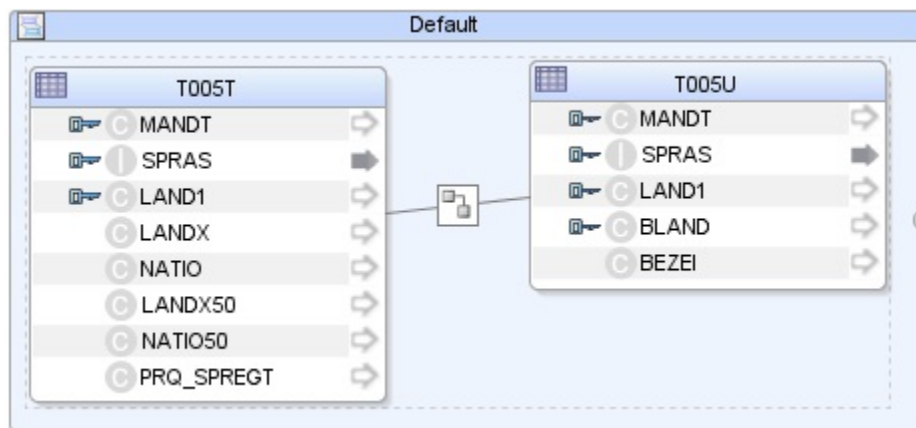 Default
T005T
MANDT
SPRAS
LAND1
LANDX
NATIO
LANDX50
NATIO50
PRQ_SPREGT
T005U
MANDT
SPRAS
LAND1
BLAND
BEZEI